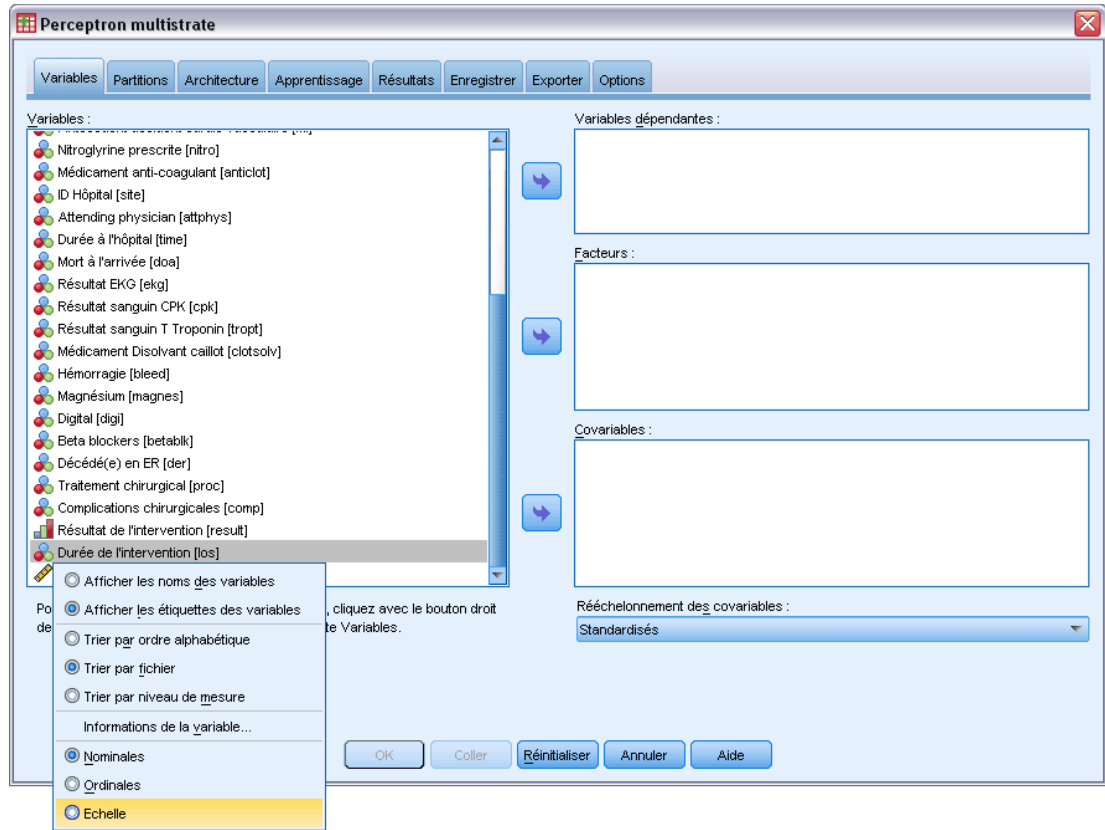 Perceptron multistrate
Variables Partitions Architecture Apprentissage Résultats Enregistrer Exporter Options
Variables :
Nitroglyrine prescrite [nitro]
Médicament anti-coagulant [anticlot]
ID Hôpital [site]
Attending physician [attphys]
Durée à l'hôpital [time]
Mort à l'arrivée [doa]
Résultat EKG [ekg]
Résultat sanguin CPK [cpk]
Résultat sanguin T Troponin [tropt]
Médicament Disolvant caillot [clotsolv]
Hémorragie [bleed]
Magnésium [magnes]
Digital [digi]
Beta blockers [betablk]
Décédé(e) en ER [der]
Traitement chirurgical [proc]
Complications chirurgicales [comp]
Résultat de l'intervention [result]
Durée de l'intervention [los]
Afficher les noms des variables
Afficher les étiquettes des variables
Trier par ordre alphabétique
Trier par fichier
Trier par niveau de mesure
Informations de la variable...
Nominales
Ordinales
Echelle
, cliquez avec le bouton droit
te Variables.
Variables dépendantes :
Facteurs :
Covariables :
Rééchelonnement des covariables :
Standardisés
OK Coller Réinitialiser Annuler Aide